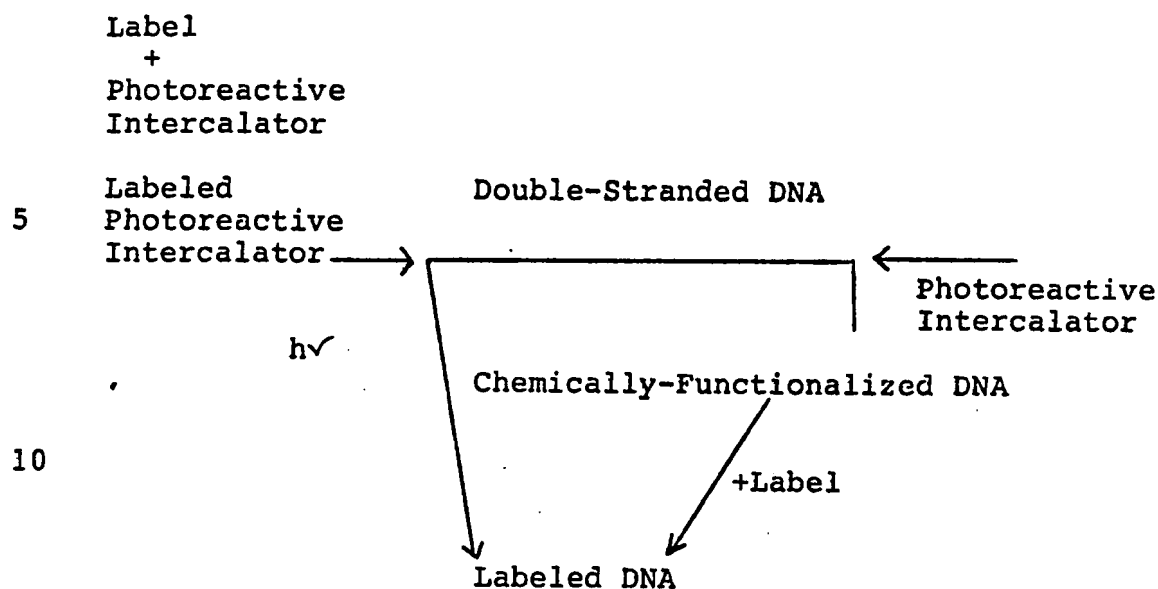 Label
+
Photoreactive
Intercalator
Labeled
Double-Stranded DNA
5
Photoreactive
Intercalator
Photoreactive
Intercalator
h√
Chemically-Functionalized DNA
10
+Label
Labeled DNA